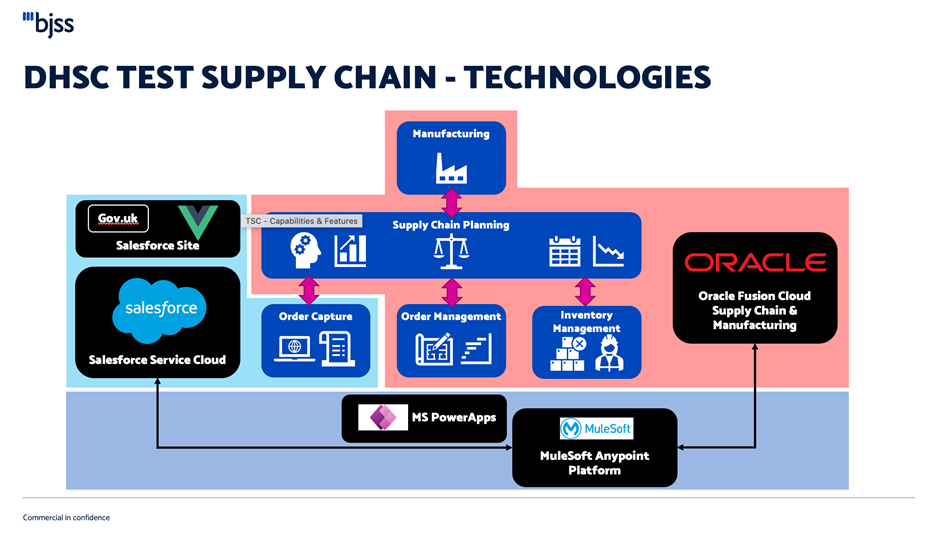 bjss
DHSC TEST SUPPLY CHAIN - TECHNOLOGIES
Manufacturing
Gov.uk
Salesforce Site
TSC - Capabilities & Features
Supply Chain Planning
ORACLE
Oracle Fusion Cloud
Supply Chain &
Manufacturing
salesforce
Salesforce Service Cloud
Order Capture
Order Management
Inventory
Management
MS PowerApps
MuleSoft
MuleSoft Anypoint
Platform
Commercial in confidence